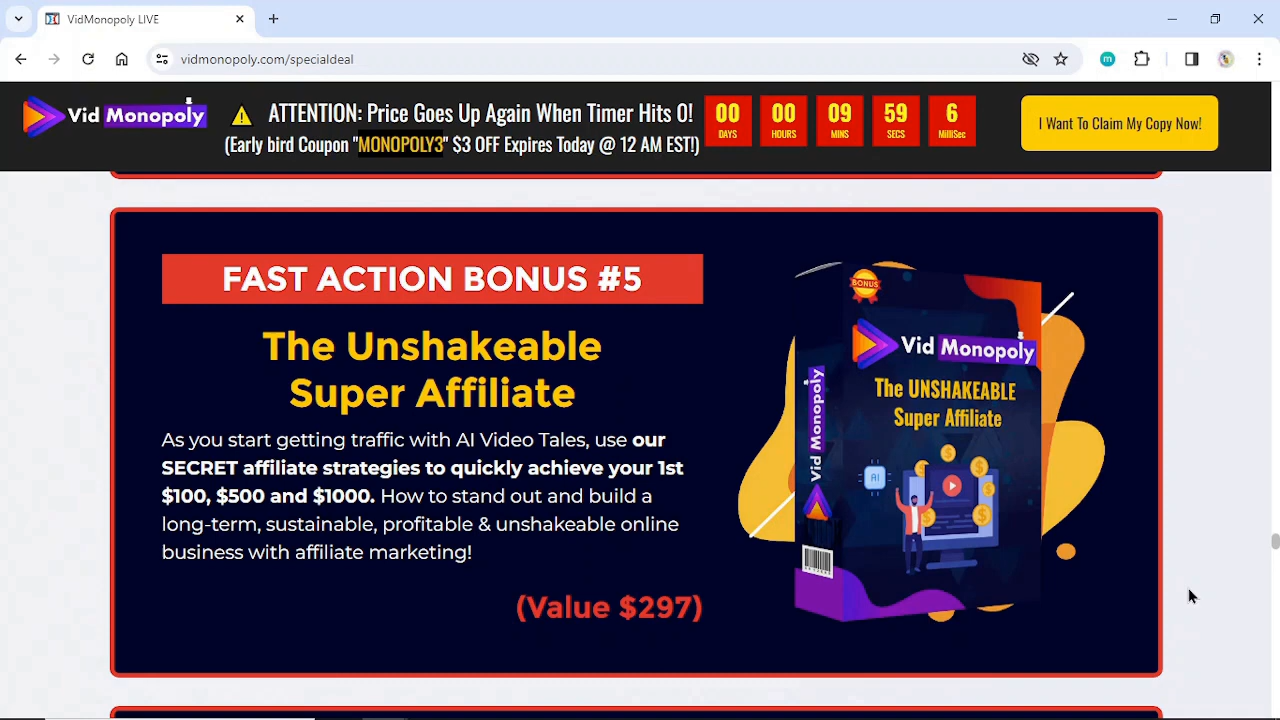 VidMonopoly LIVE
vidmonopoly.com/specialdeal
m
Vid Monopoly
ATTENTION: Price Goes Up Again When Timer Hits 0!
(Early bird Coupon "MONOPOLY3" $3 OFF Expires Today @ 12 AM EST!)
00 00 09 59 6
DAYS HOURS MINS SECS MilliSec
I Want To Claim My Copy Now!
FAST ACTION BONUS #5
The Unshakeable
Super Affiliate
As you start getting traffic with AI Video Tales, use our
SECRET affiliate strategies to quickly achieve your 1st
$100, $500 and $1000. How to stand out and build a
long-term, sustainable, profitable & unshakeable online
business with affiliate marketing!
(Value $297)
BONUS
Vid Monopoly
The UNSHAKEABLE
Super Affiliate
AI
Vid Monopoly